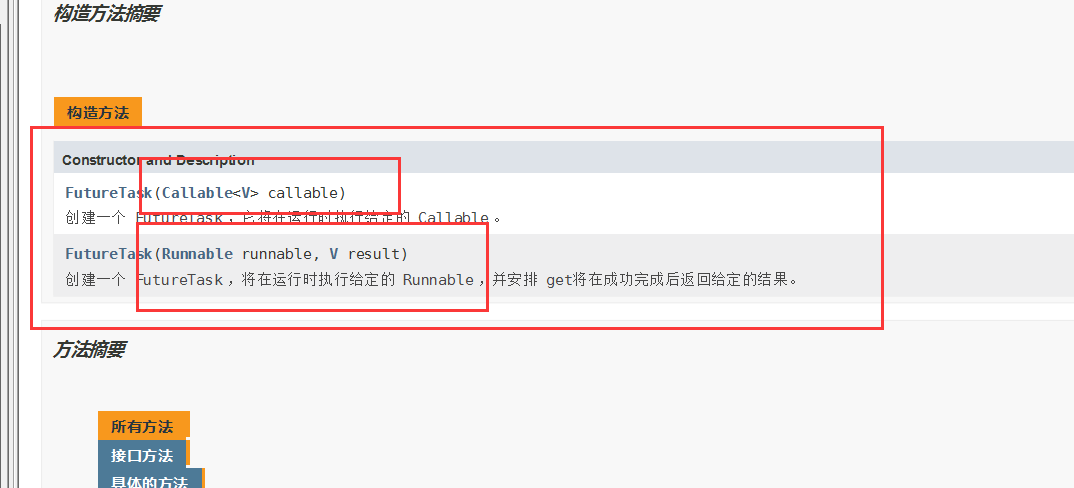 构造方法摘要
构造方法
Constructor and Description
FutureTask(Callable<V> callable)
创建一个 FutureTask，它将在运行时执行给定的 Callable。
FutureTask(Runnable runnable, V result)
创建一个 FutureTask，将在运行时执行给定的 Runnable，并安排 get将在成功完成后返回给定的结果。
方法摘要
所有方法
接口方法
具体的方法